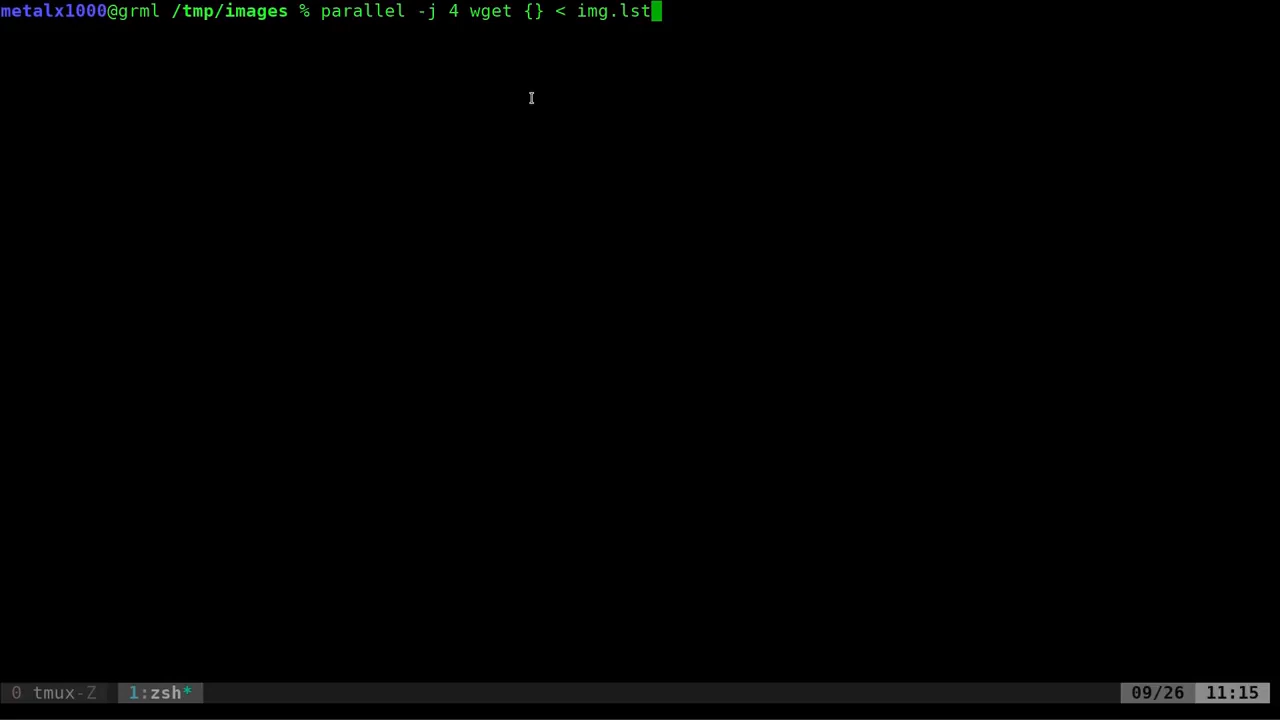 metalx1000@grml /tmp/images % parallel -j 4 wget {} < img.lst
0 tmux-Z 1:zsh* 09/26 11:15